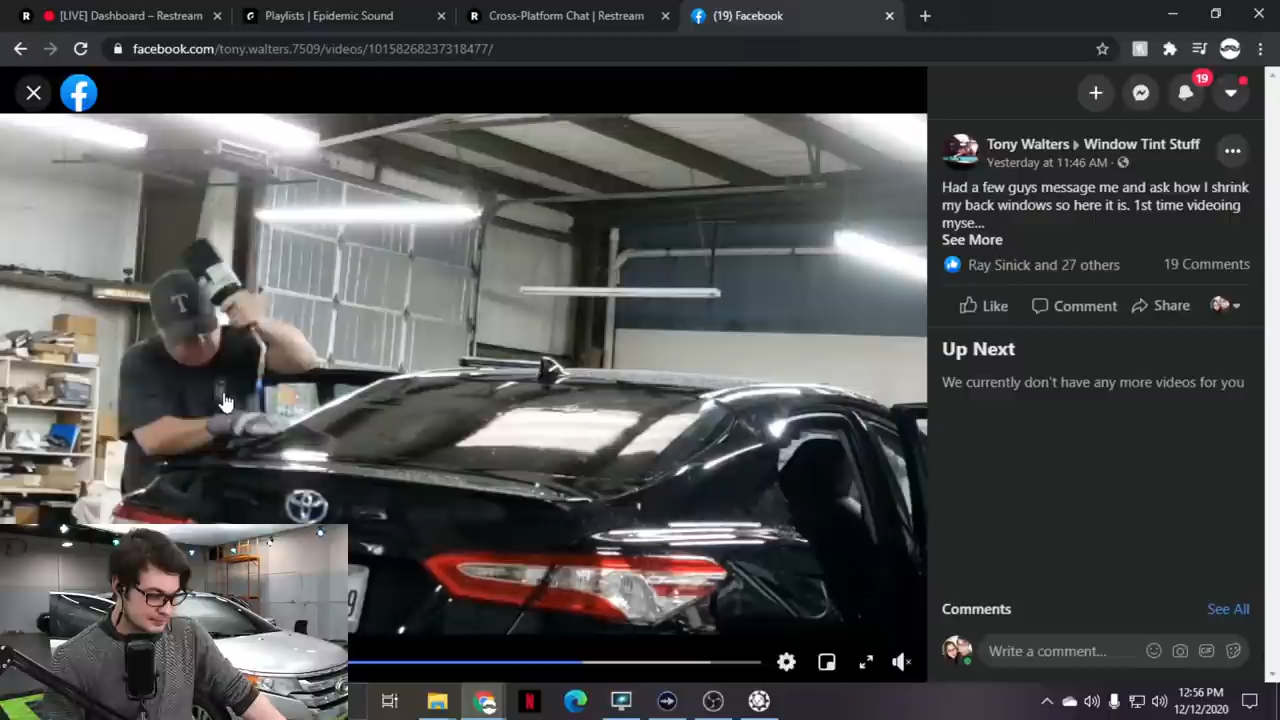 [LIVE] Dashboard – Restream
Playlists | Epidemic Sound
Cross-Platform Chat | Restream
(19) Facebook
facebook.com/tony.walters.7509/videos/10158268237318477/
19
Tony Walters ▸ Window Tint Stuff
Yesterday at 11:46 AM ·
Had a few guys message me and ask how I shrink
my back windows so here it is. 1st time videoing
myse...
See More
Ray Sinick and 27 others
19 Comments
Like
Comment
Share
Up Next
We currently don't have any more videos for you
T
Comments
See All
Write a comment...
GIF
12:56 PM
12/12/2020